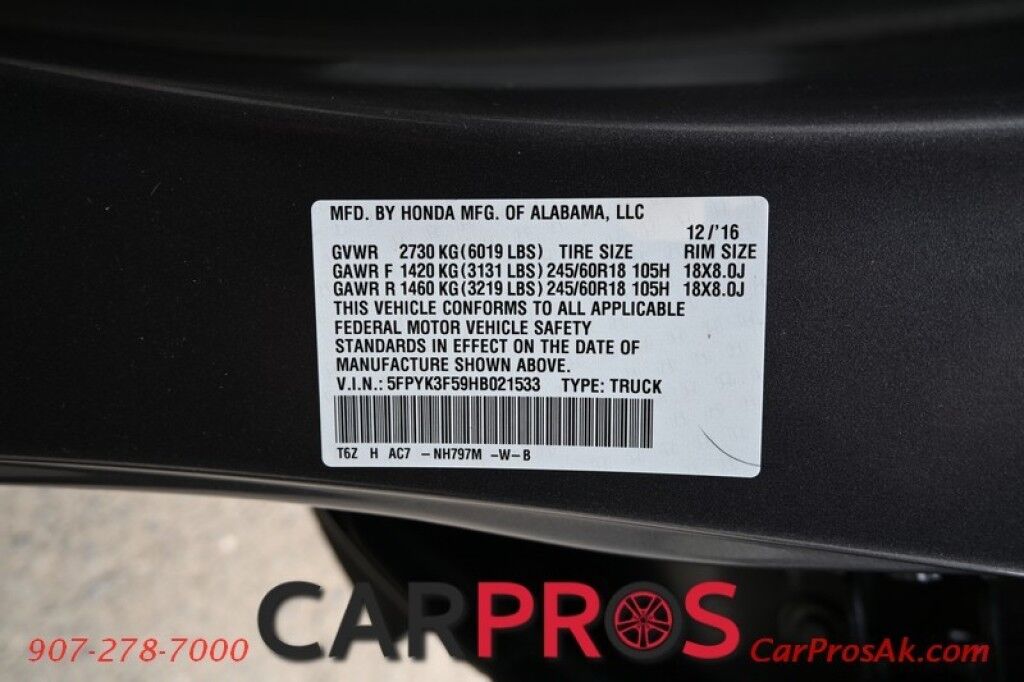 MFD. BY HONDA MFG. OF ALABAMA, LLC
12/'16
GVWR 2730 KG(6019 LBS) TIRE SIZE RIM SIZE
GAWR F 1420 KG(3131 LBS) 245/60R18 105H 18X8.0J
GAWR R 1460 KG(3219 LBS) 245/60R18 105H 18X8.0J
THIS VEHICLE CONFORMS TO ALL APPLICABLE
FEDERAL MOTOR VEHICLE SAFETY
STANDARDS IN EFFECT ON THE DATE OF
MANUFACTURE SHOWN ABOVE.
V.I.N.: 5FPYK3F59HB021533 TYPE: TRUCK
T6Z H AC7 -NH797M -W-B
CARPROS
907-278-7000
CarProsAk.com